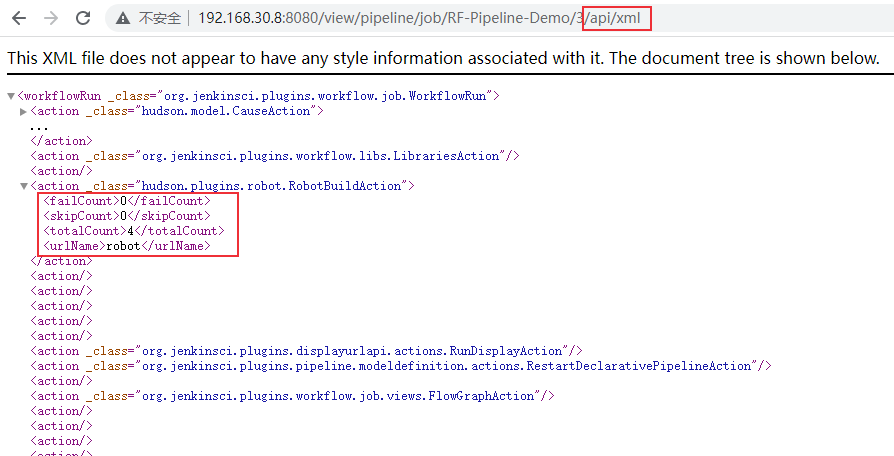 不安全 192.168.30.8:8080/view/pipeline/job/RF-Pipeline-Demo/3/api/xml
This XML file does not appear to have any style information associated with it. The document tree is shown below.
▼<workflowRun _class="org.jenkinsci.plugins.workflow.job.WorkflowRun">
▶<action _class="hudson.model.CauseAction">
...
</action>
<action _class="org.jenkinsci.plugins.workflow.libs.LibrariesAction"/>
<action/>
▼<action _class="hudson.plugins.robot.RobotBuildAction">
<failCount>0</failCount>
<skipCount>0</skipCount>
<totalCount>4</totalCount>
<urlName>robot</urlName>
</action>
<action/>
<action/>
<action/>
<action/>
<action/>
<action _class="org.jenkinsci.plugins.displayurlapi.actions.RunDisplayAction"/>
<action _class="org.jenkinsci.plugins.pipeline.modeldefinition.actions.RestartDeclarativePipelineAction"/>
<action/>
<action _class="org.jenkinsci.plugins.workflow.job.views.FlowGraphAction"/>
<action/>
<action/>
<action/>
<action/>